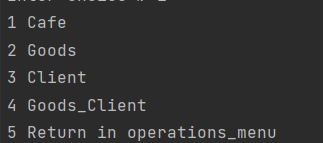 1 Cafe
2 Goods
3 Client
4 Goods_Client
5 Return in operations_menu